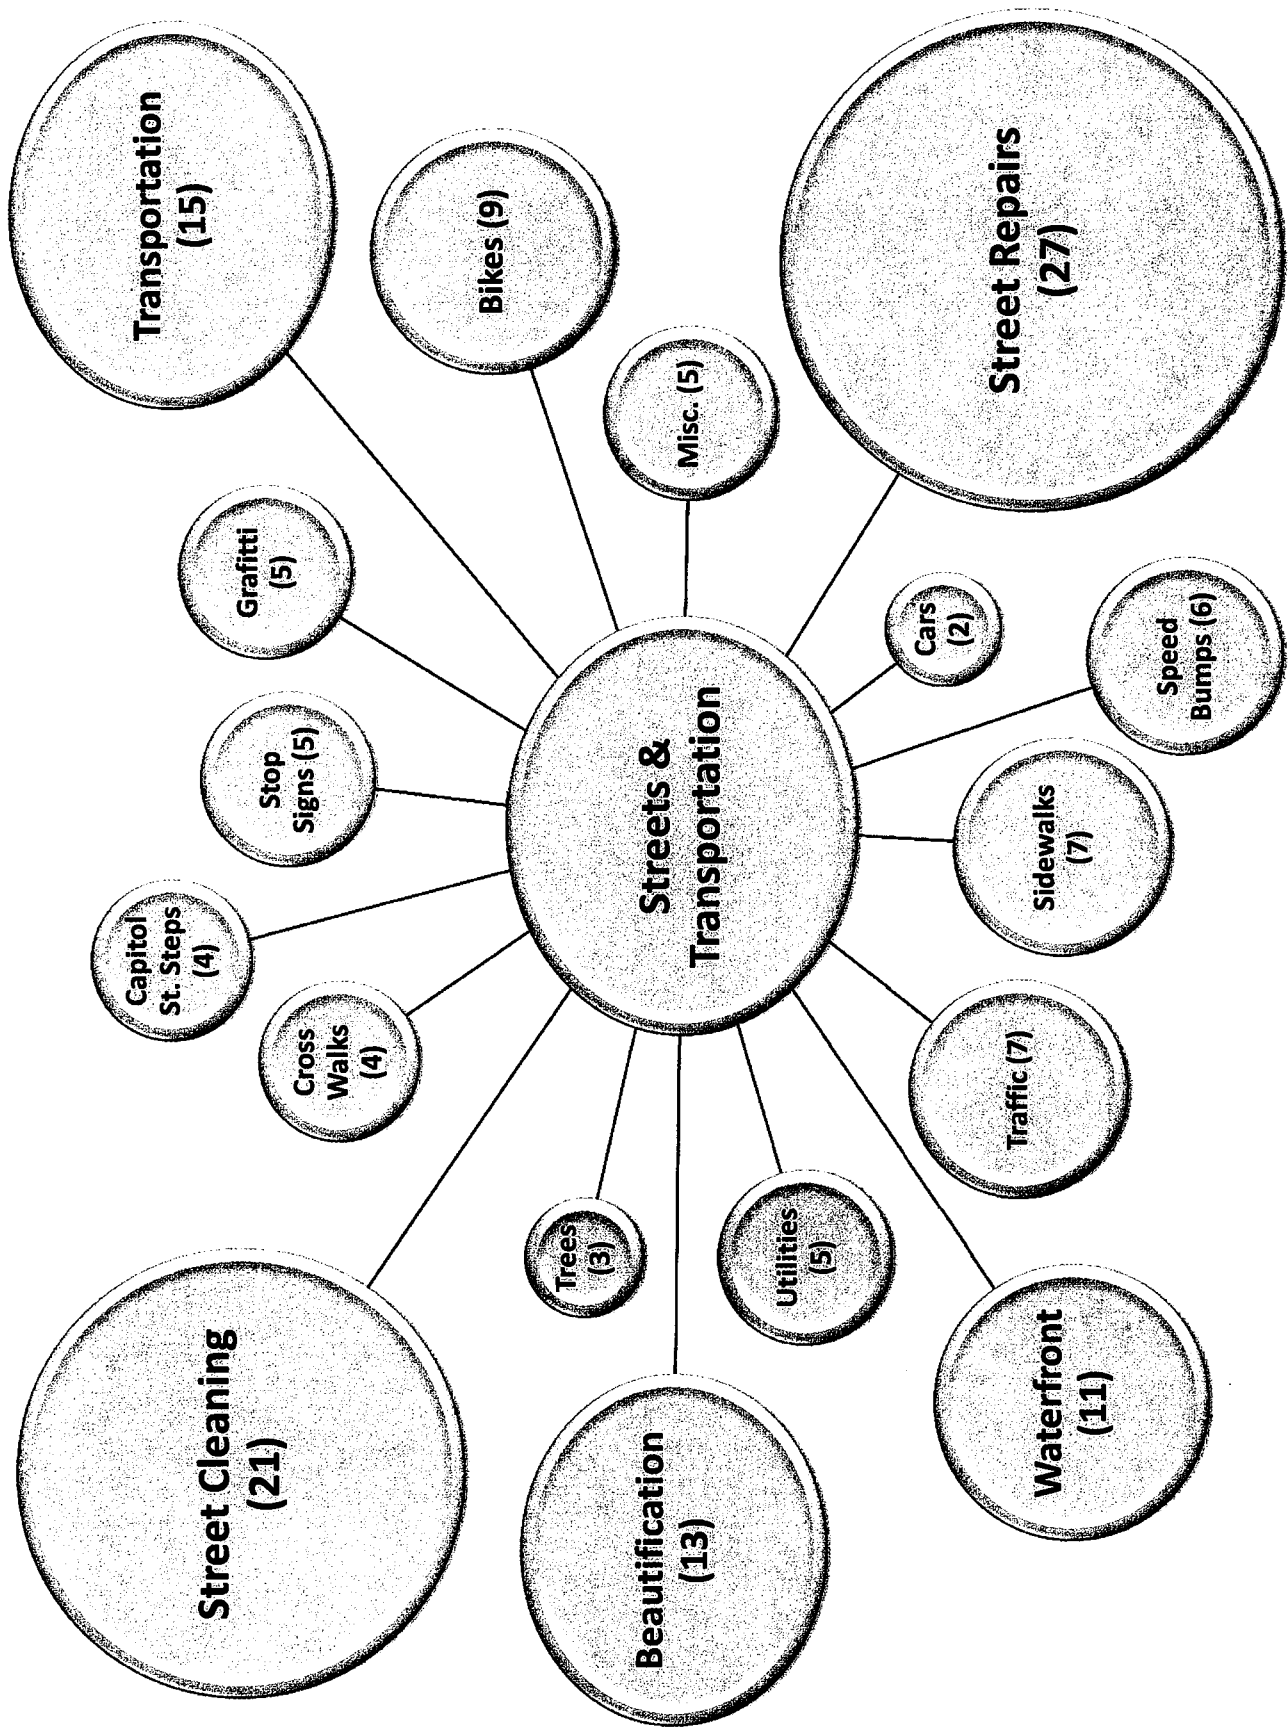 Street Cleaning
(21)
Capitol
St. Steps
(4)
Cross
Walks
(4)
Stop
Signs (5)
Grafitti
(5)
Transportation
(15)
Bikes (9)
Misc. (5)
Streets &
Transportation
Trees
(3)
Beautification
(13)
Utilities
(5)
Waterfront
(11)
Traffic (7)
Sidewalks
(7)
Speed
Bumps (6)
Cars
(2)
Street Repairs
(27)